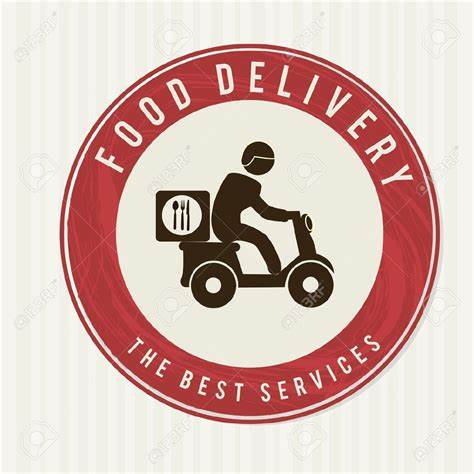 FOOD DELIVERY
THE BEST SERVICES